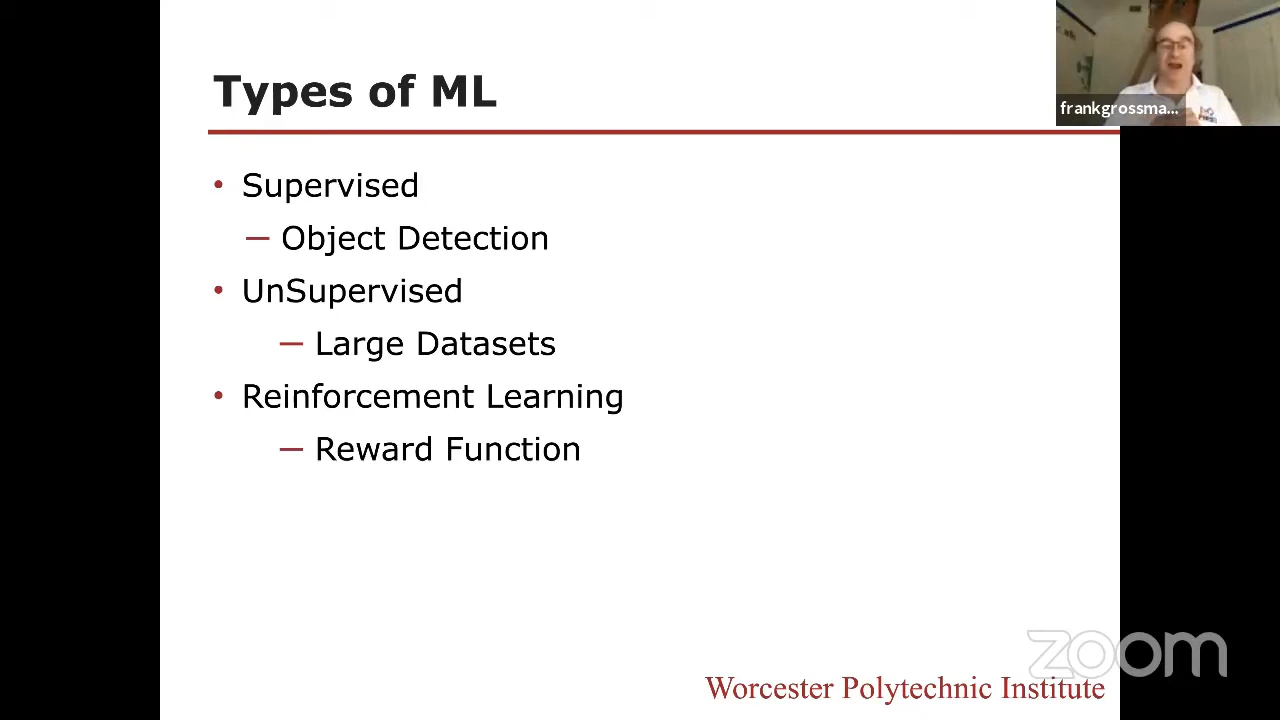 Types of ML
frankgrossma...
• Supervised
— Object Detection
• UnSupervised
— Large Datasets
• Reinforcement Learning
— Reward Function
zoom
Worcester Polytechnic Institute